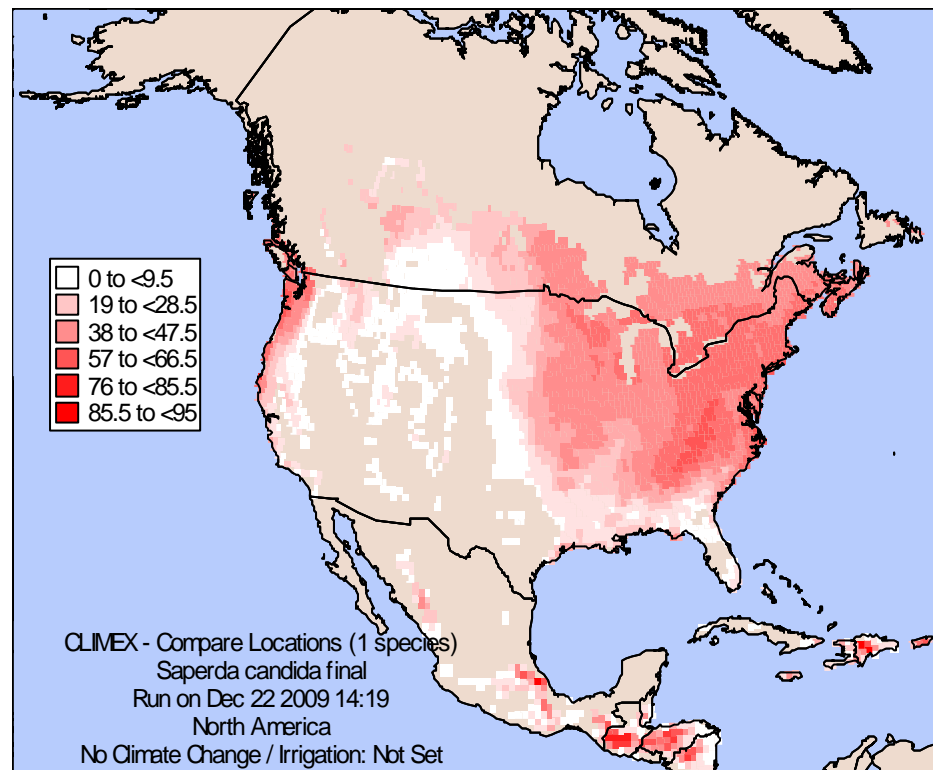 0 to <9.5
19 to <28.5
38 to <47.5
57 to <66.5
76 to <85.5
85.5 to <95
CLIMEX - Compare Locations (1 species)
Saperda candida final
Run on Dec 22 2009 14:19
North America
No Climate Change / Irrigation: Not Set